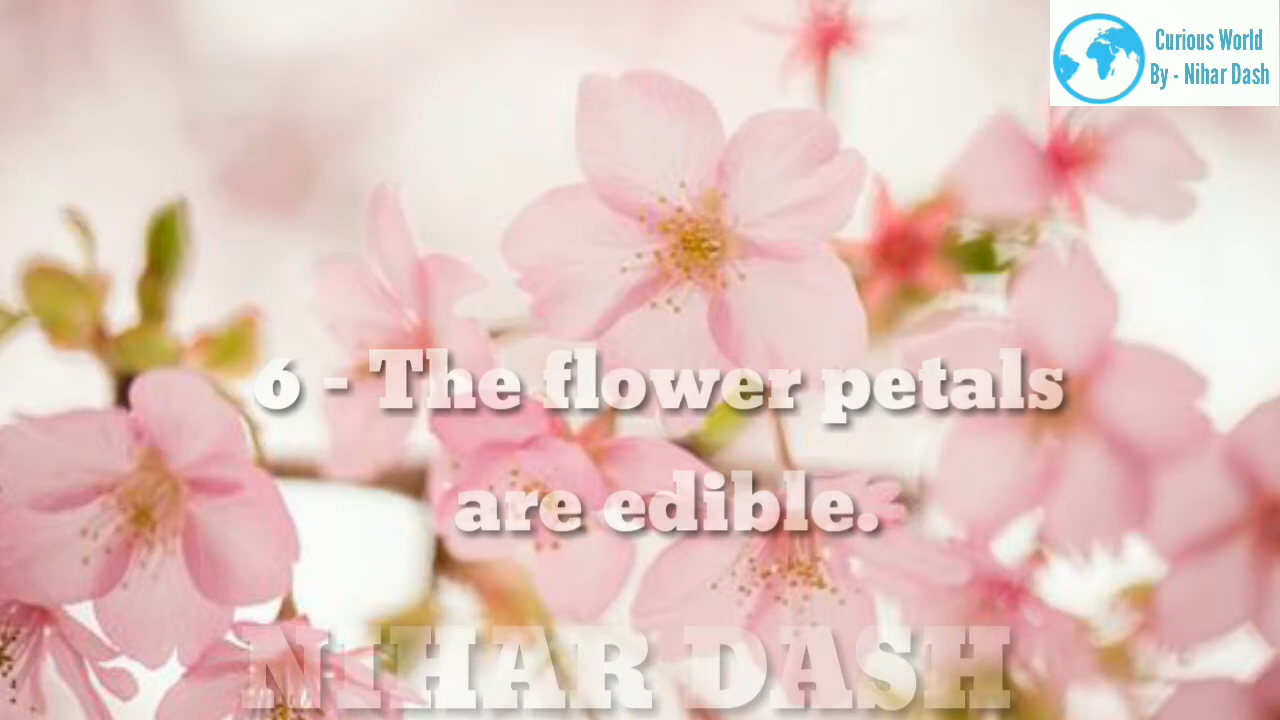 Curious World
By - Nihar Dash
6 - The flower petals
are edible.
NIHAR DASH